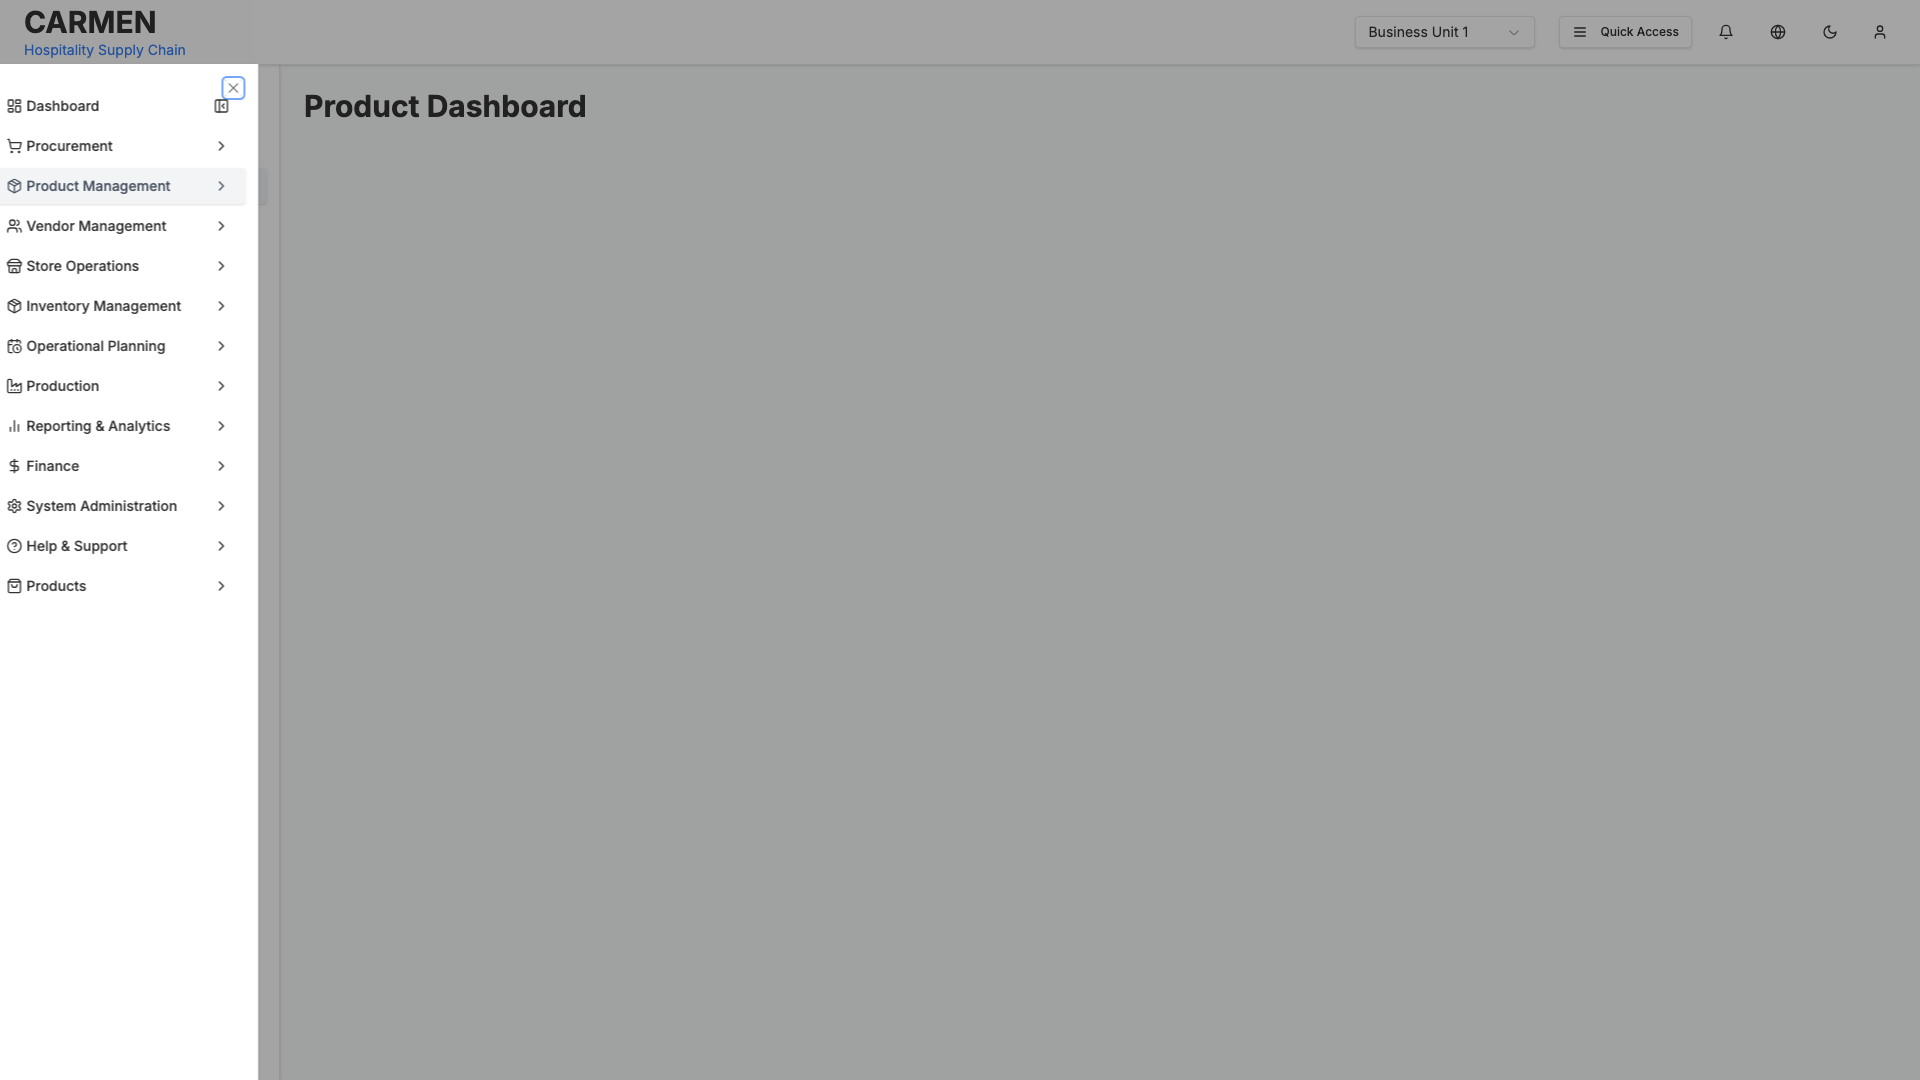 CARMEN
Hospitality Supply Chain
Business Unit 1
Quick Access
Dashboard
Procurement
Product Management
Vendor Management
Store Operations
Inventory Management
Operational Planning
Production
Reporting & Analytics
Finance
System Administration
Help & Support
Products
Product Dashboard